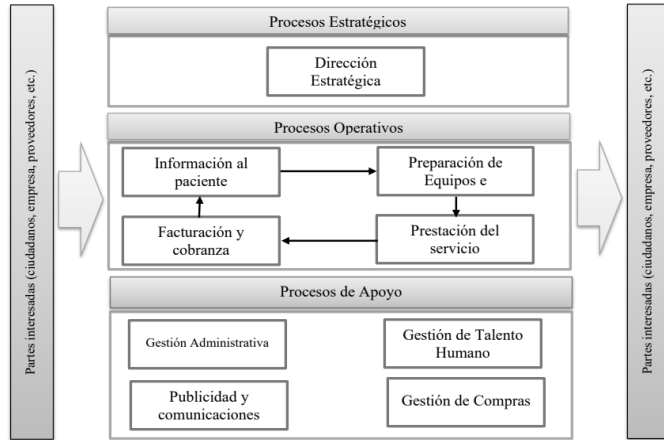 Partes interesadas (ciudadanos, empresa, proveedores, etc.)
Procesos Estratégicos
Dirección
Estratégica
Procesos Operativos
Información al
paciente
Preparación de
Equipos e
Facturación y
cobranza
Prestación del
servicio
Procesos de Apoyo
Gestión Administrativa
Gestión de Talento
Humano
Publicidad y
comunicaciones
Gestión de Compras
Partes interesadas (ciudadanos, empresa, proveedores, etc.)